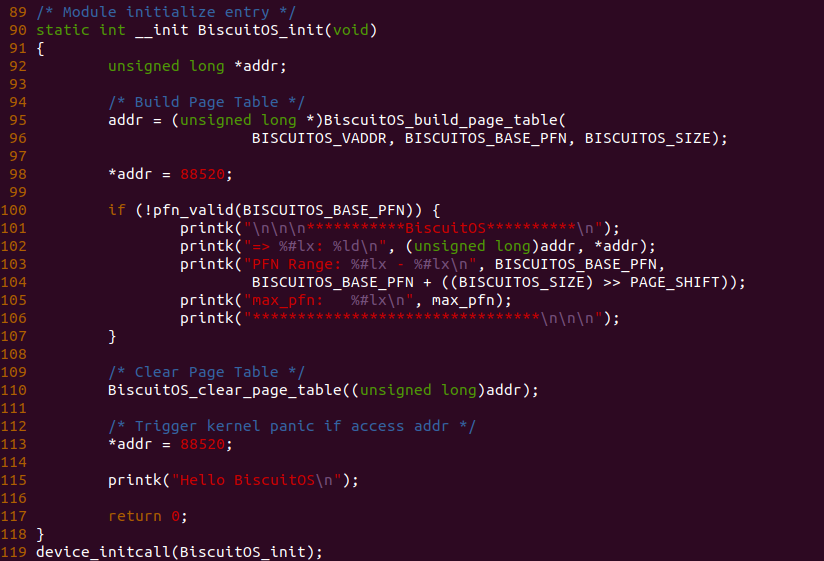 89 /* Module initialize entry */
90 static int __init BiscuitOS_init(void)
91 {
92         unsigned long *addr;
93
94         /* Build Page Table */
95         addr = (unsigned long *)BiscuitOS_build_page_table(
96                         BISCUITOS_VADDR, BISCUITOS_BASE_PFN, BISCUITOS_SIZE);
97
98         *addr = 88520;
99
100         if (!pfn_valid(BISCUITOS_BASE_PFN)) {
101                 printk("\n\n\n***********BiscuitOS**********\n");
102                 printk("=> %#lx: %ld\n", (unsigned long)addr, *addr);
103                 printk("PFN Range: %#lx - %#lx\n", BISCUITOS_BASE_PFN,
104                         BISCUITOS_BASE_PFN + ((BISCUITOS_SIZE) >> PAGE_SHIFT));
105                 printk("max_pfn:   %#lx\n", max_pfn);
106                 printk("********************************\n\n\n");
107         }
108
109         /* Clear Page Table */
110         BiscuitOS_clear_page_table((unsigned long)addr);
111
112         /* Trigger kernel panic if access addr */
113         *addr = 88520;
114
115         printk("Hello BiscuitOS\n");
116
117         return 0;
118 }
119 device_initcall(BiscuitOS_init);